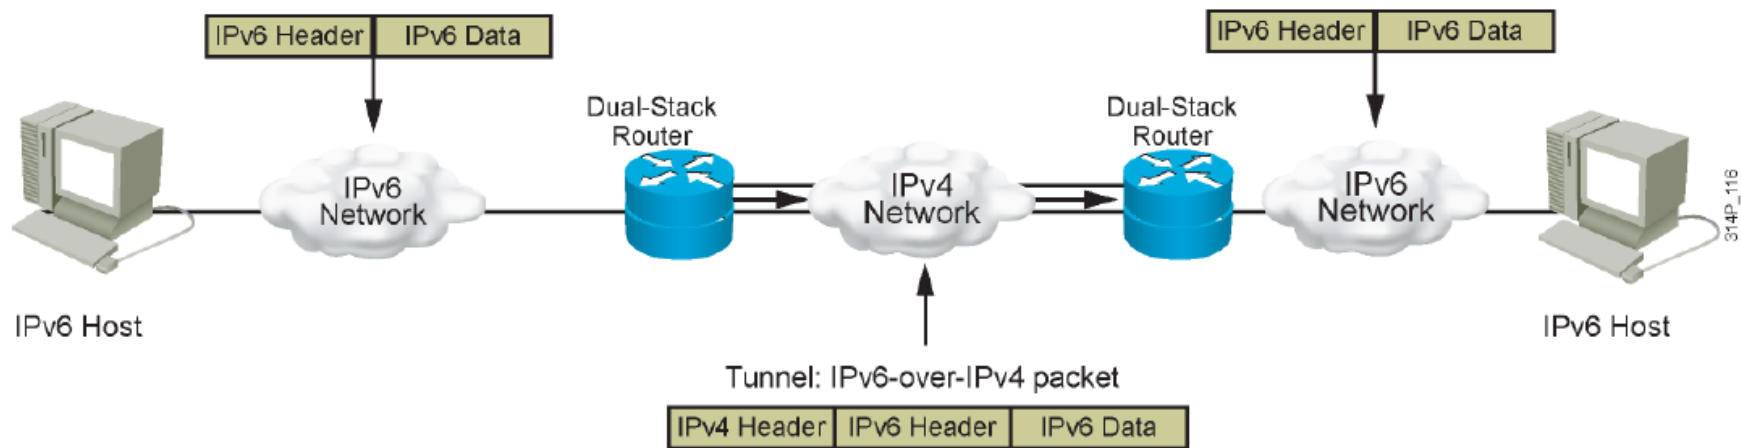 IPv6 Header IPv6 Data
IPv6 Header IPv6 Data
Dual-Stack
Router
Dual-Stack
Router
IPv6
Network
IPv4
Network
IPv6
Network
314P_116
IPv6 Host
IPv6 Host
Tunnel: IPv6-over-IPv4 packet
IPv4 Header IPv6 Header IPv6 Data